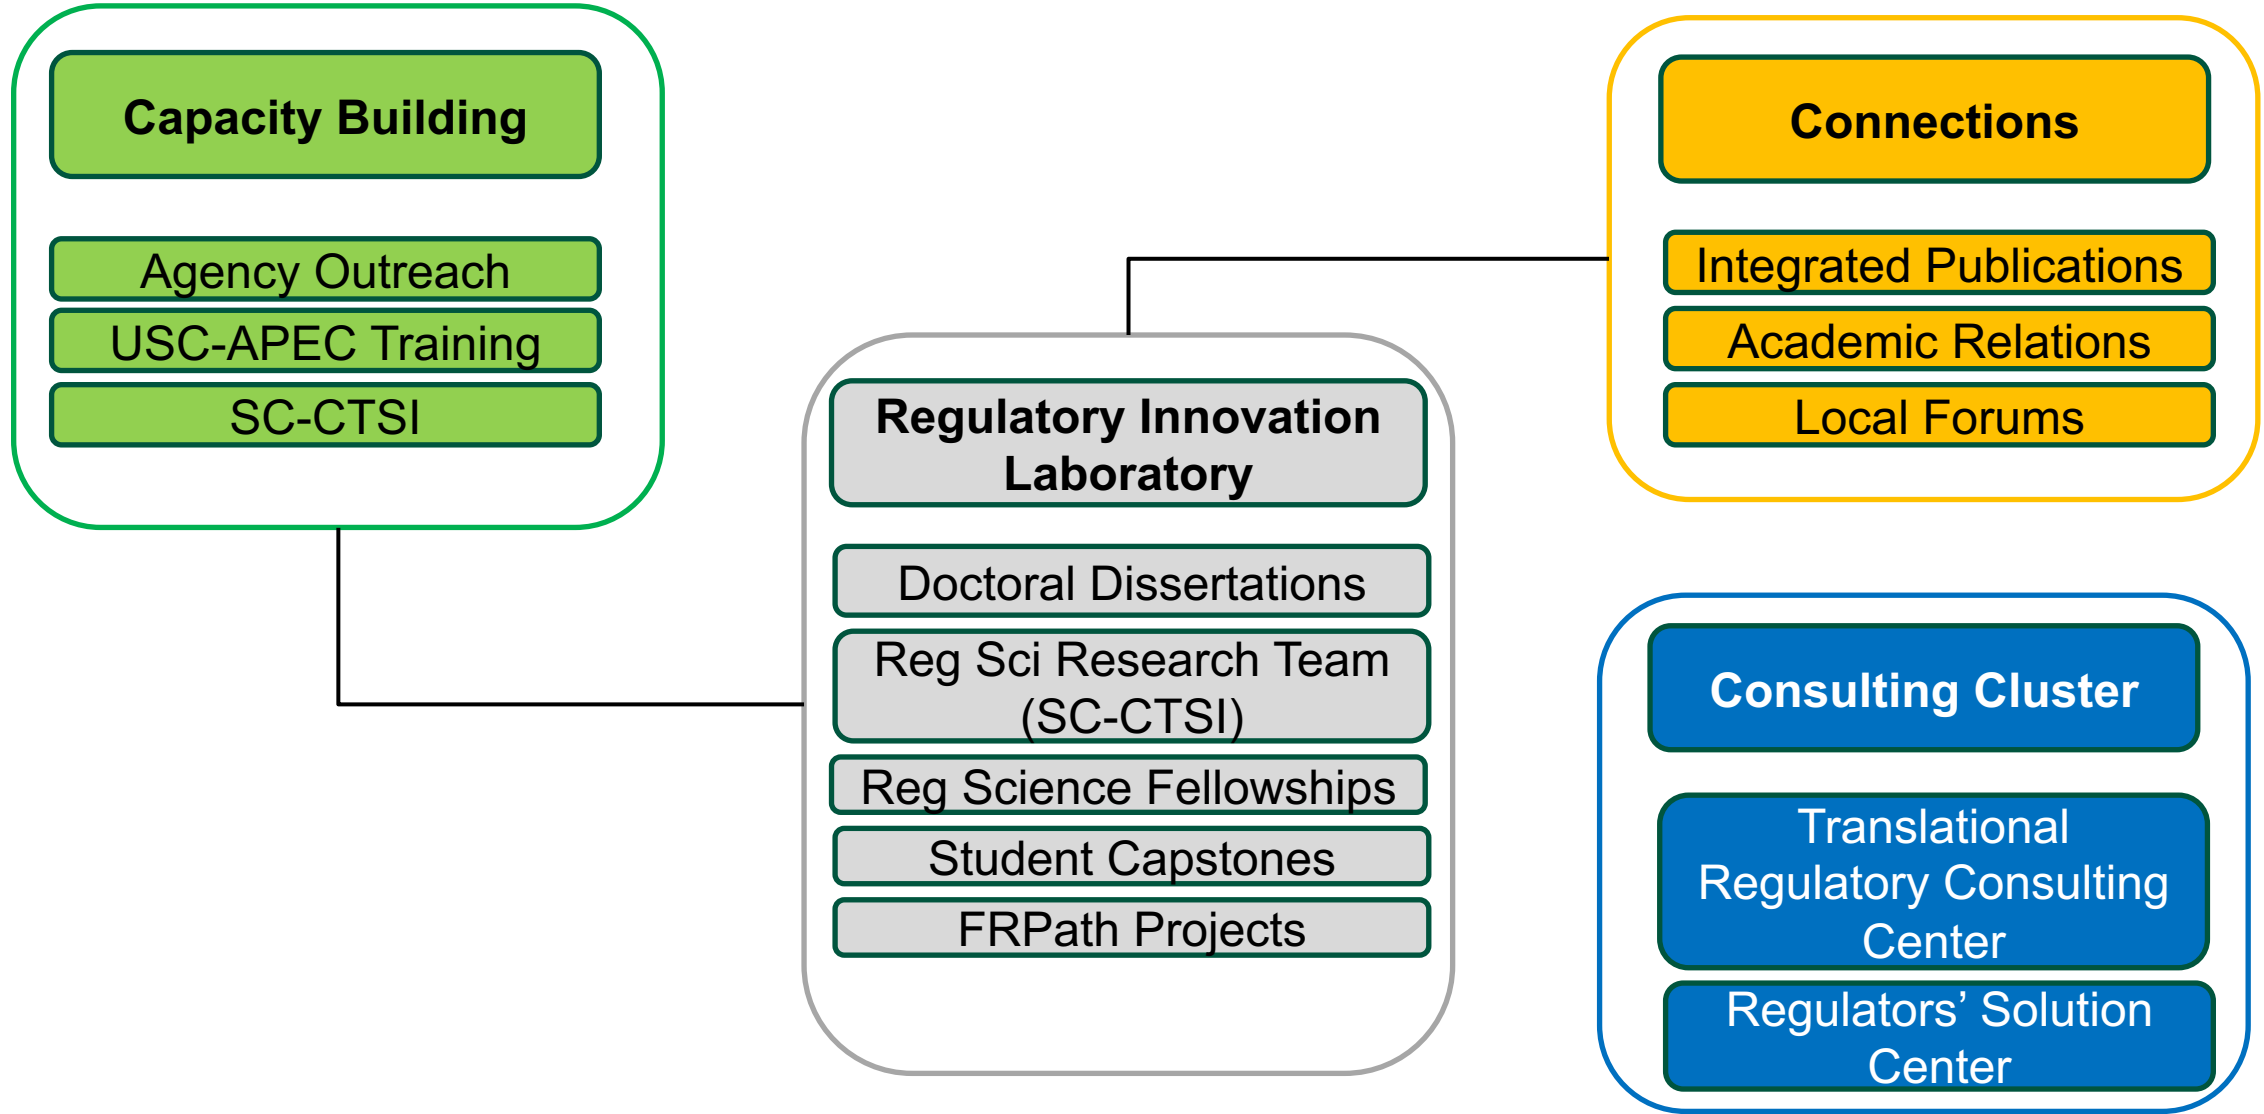 Capacity Building
Agency Outreach
USC-APEC Training
SC-CTSI
Regulatory Innovation
Laboratory
Doctoral Dissertations
Reg Sci Research Team
(SC-CTSI)
Reg Science Fellowships
Student Capstones
FRPath Projects
Connections
Integrated Publications
Academic Relations
Local Forums
Consulting Cluster
Translational
Regulatory Consulting
Center
Regulators’ Solution
Center